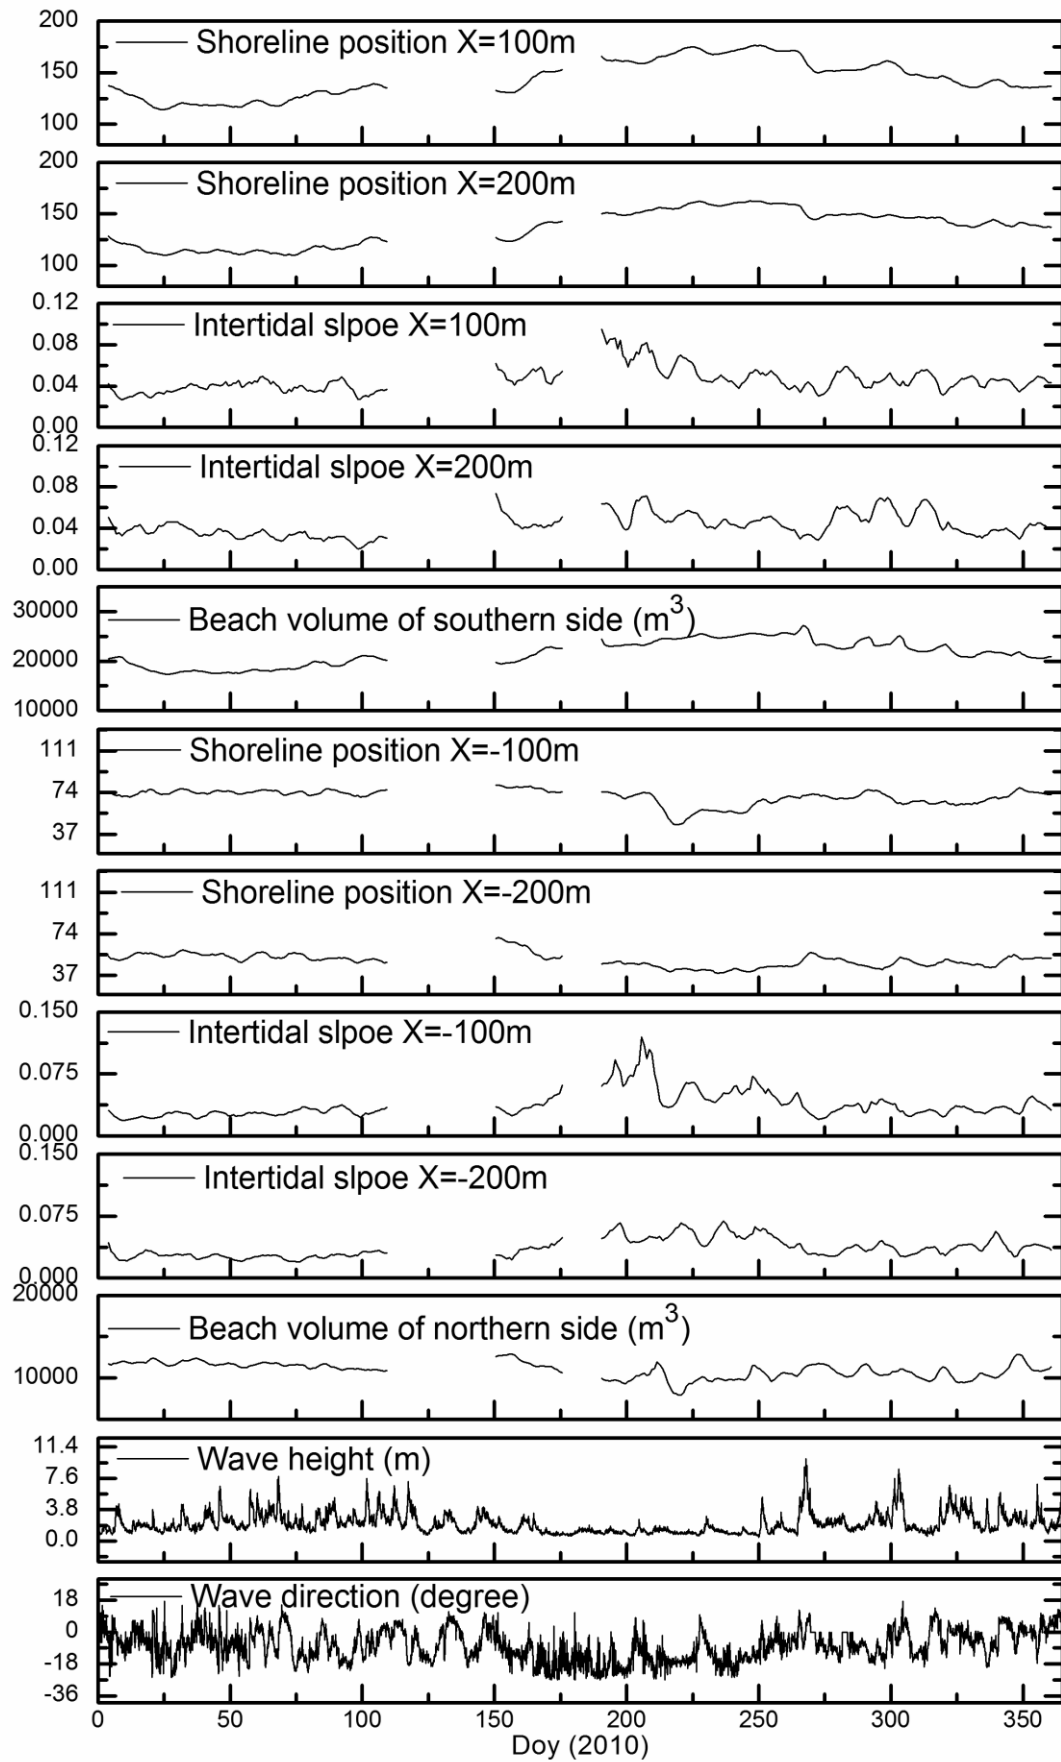 200
Shoreline position X=100m
150
100
200
Shoreline position X=200m
150
100
0.12
Intertidal slpoe X=100m
0.08
0.04
0.00
0.12
Intertidal slpoe X=200m
0.08
0.04
0.00
30000
Beach volume of southern side (m³)
20000
10000
111
Shoreline position X=-100m
74
37
111
Shoreline position X=-200m
74
37
0.150
Intertidal slpoe X=-100m
0.075
0.000
0.150
Intertidal slpoe X=-200m
0.075
0.000
20000
Beach volume of northern side (m³)
10000
11.4
Wave height (m)
7.6
3.8
0.0
Wave direction (degree)
18
0
-18
-36
0 50 100 150 200 250 300 350
Doy (2010)